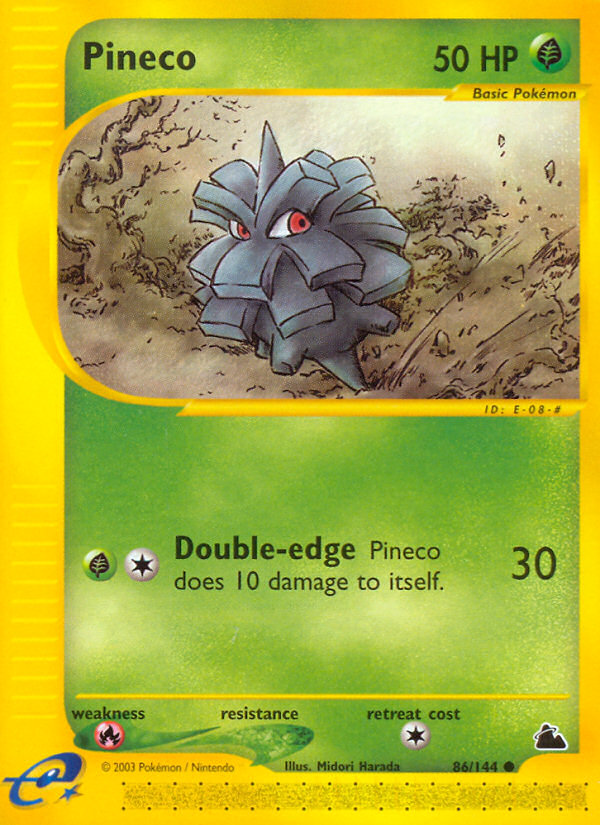 Pineco
50 HP
Basic Pokémon
ID: E-08-#
Double-edge Pineco
does 10 damage to itself.
30
weakness
resistance
retreat cost
© 2003 Pokémon / Nintendo
Illus. Midori Harada
86/144 ●
e